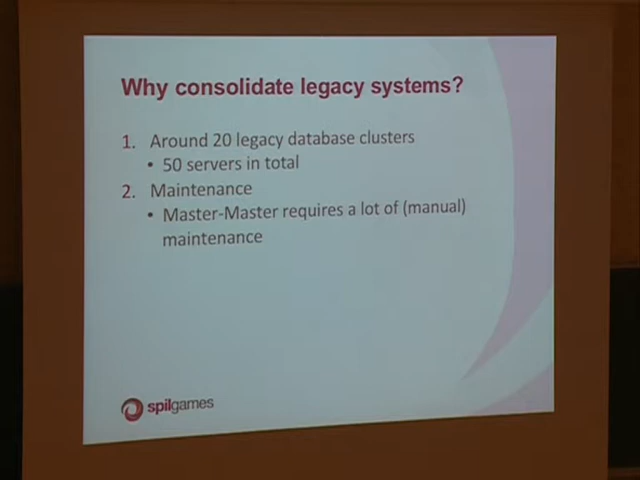 Why consolidate legacy systems?
1. Around 20 legacy database clusters
• 50 servers in total
2. Maintenance
• Master-Master requires a lot of (manual)
maintenance
spilgames